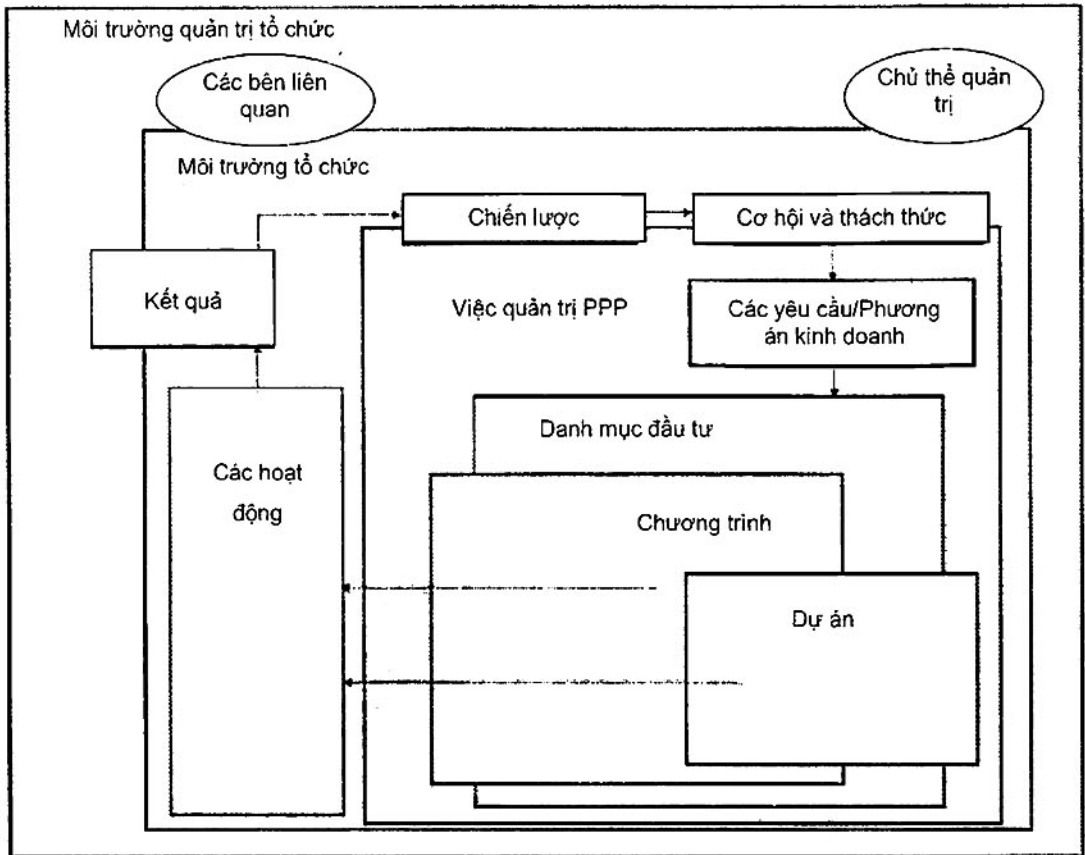 Môi trường quản trị tổ chức
Các bên liên
quan
Chủ thể quản
trị
Môi trường tổ chức
Chiến lược
Cơ hội và thách thức
Kết quả
Việc quản trị PPP
Các yêu cầu/Phương
án kinh doanh
Danh mục đầu tư
Các hoạt
động
Chương trình
Dự án